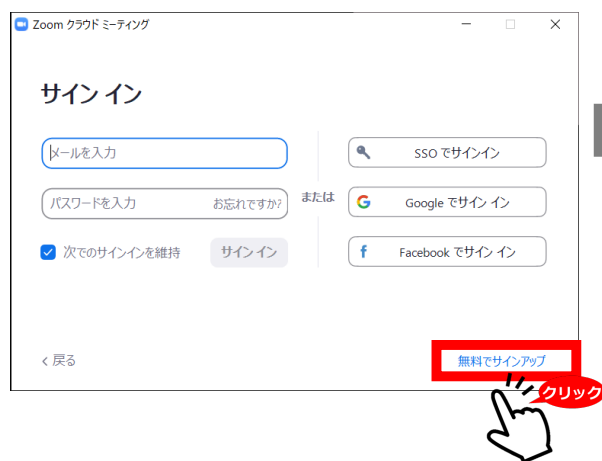 Zoom クラウド ミーティング
サイン イン
メールを入力
パスワードを入力 お忘れですか?
次でのサインインを維持 サイン イン
または
SSO でサインイン
Google でサイン イン
Facebook でサイン イン
< 戻る
無料でサインアップ
クリック